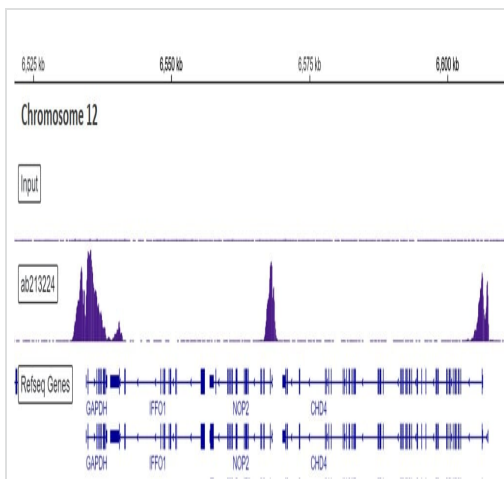 6,525 kb 6,550 kb 6,575 kb 6,600 kb
Chromosome 12
Input
ab213224
Refseq Genes
GAPDH IFFO1 NOP2 CHD4
GAPDH IFFO1 NOP2 CHD4